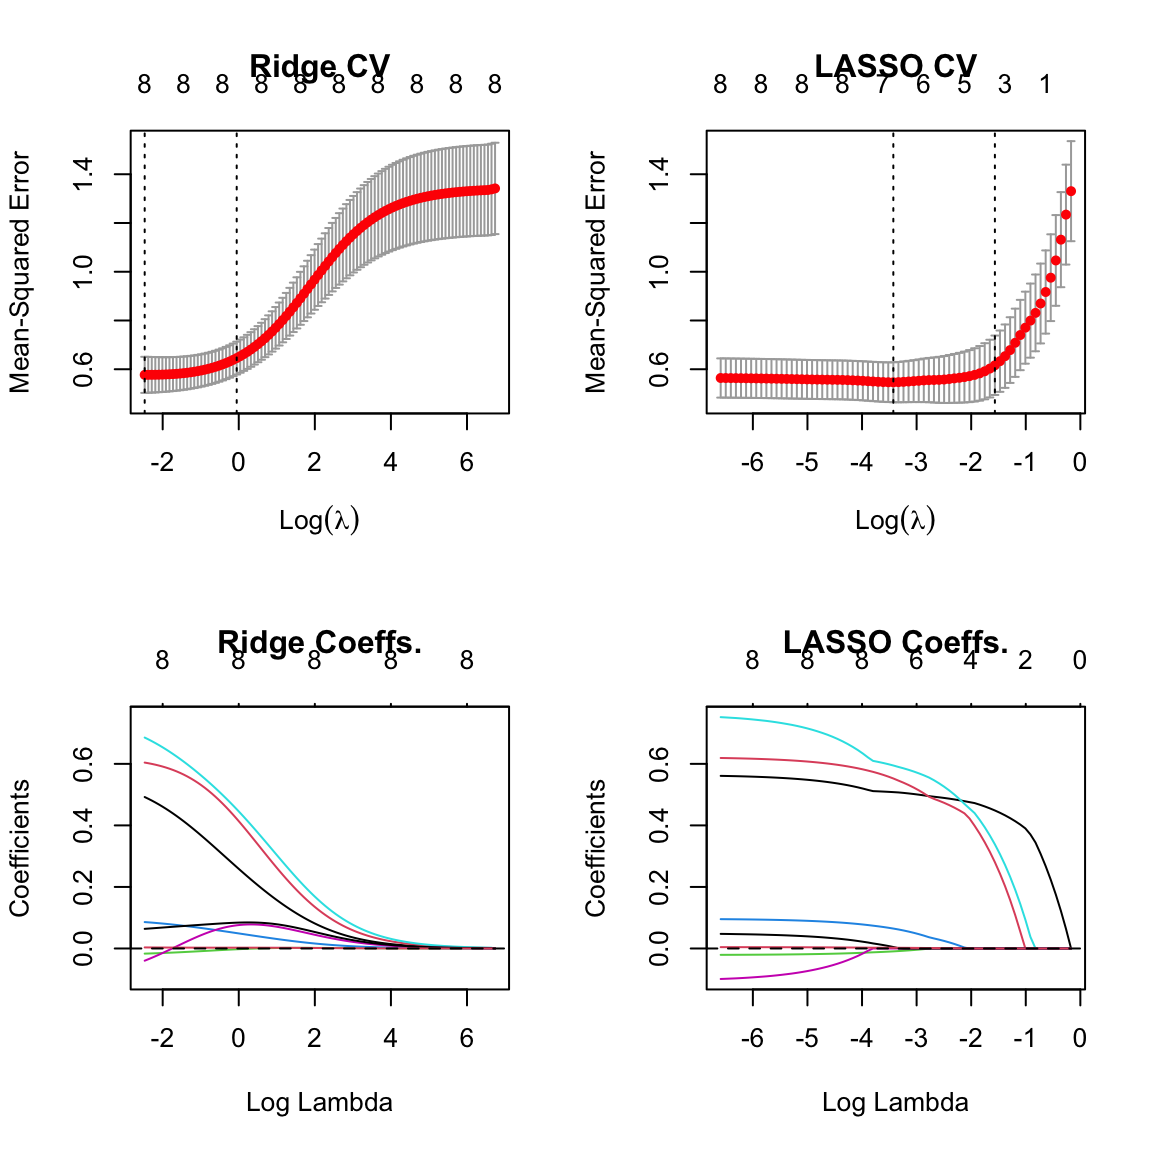 Ridge CV
8 8 8 8 8 8 8 8 8 8
Mean-Squared Error
0.6 1.0 1.4
-2 0 2 4 6
Log(λ)
LASSO CV
8 8 8 8 7 6 5 3 1
Mean-Squared Error
0.6 1.0 1.4
-6 -5 -4 -3 -2 -1 0
Log(λ)
Ridge Coeffs.
8 8 8 8 8
Coefficients
0.0 0.2 0.4 0.6
-2 0 2 4 6
Log Lambda
LASSO Coeffs.
8 8 8 6 4 2 0
Coefficients
0.0 0.2 0.4 0.6
-6 -5 -4 -3 -2 -1 0
Log Lambda